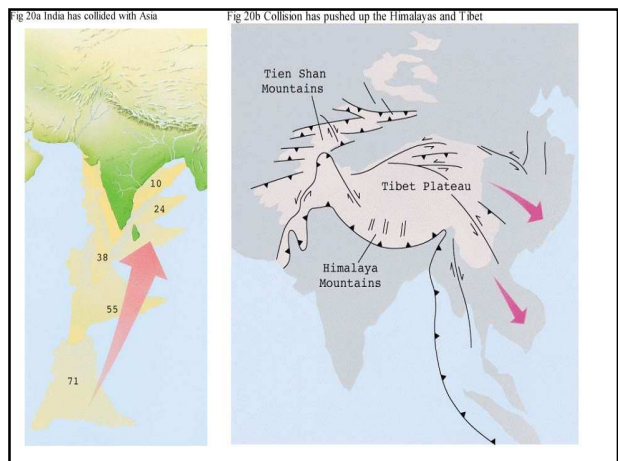 Fig 20a India has collided with Asia
10
24
38
55
71
Fig 20b Collision has pushed up the Himalayas and Tibet
Tien Shan
Mountains
Tibet Plateau
Himalaya
Mountains